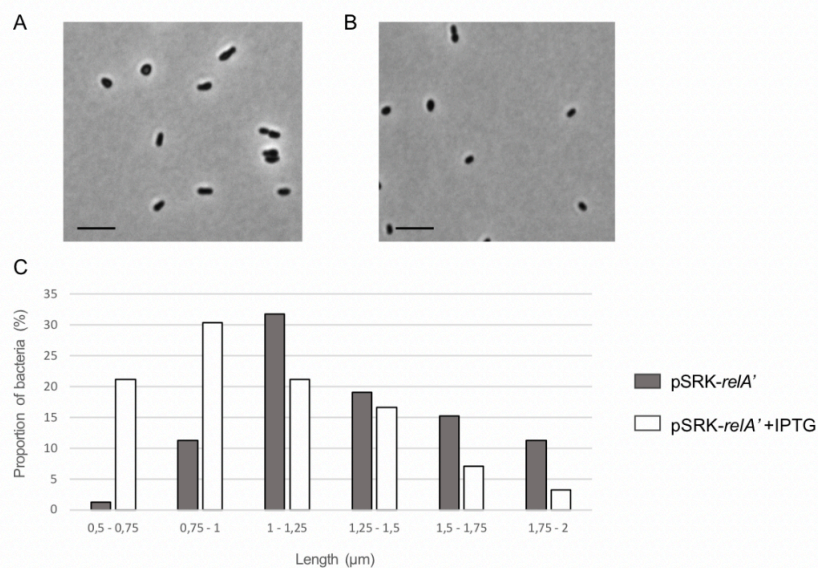 A
B
C
Proportion of bacteria (%)
35
30
25
20
15
10
5
0
0,5 - 0,75
0,75 - 1
1 - 1,25
1,25 - 1,5
1,5 - 1,75
1,75 - 2
Length (µm)
pSRK-relA’
pSRK-relA’ +IPTG